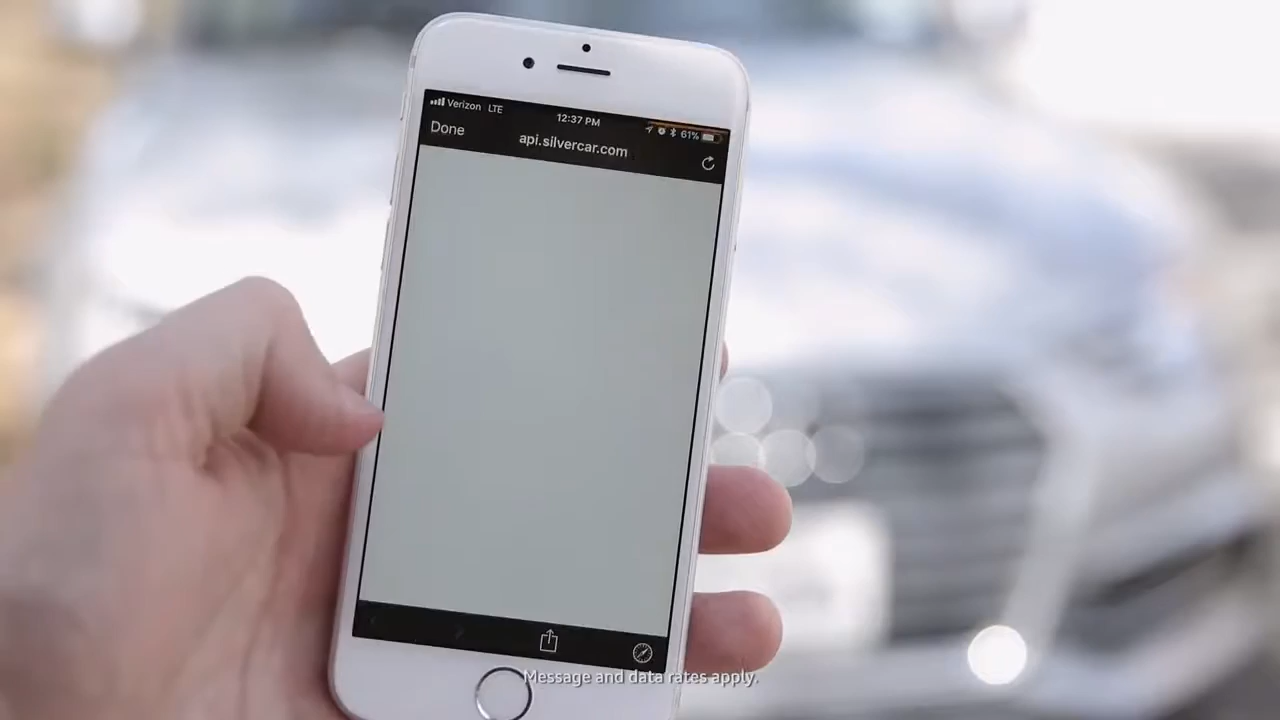 Verizon LTE
12:37 PM
61%
Done
api.silvercar.com
Message and data rates apply.